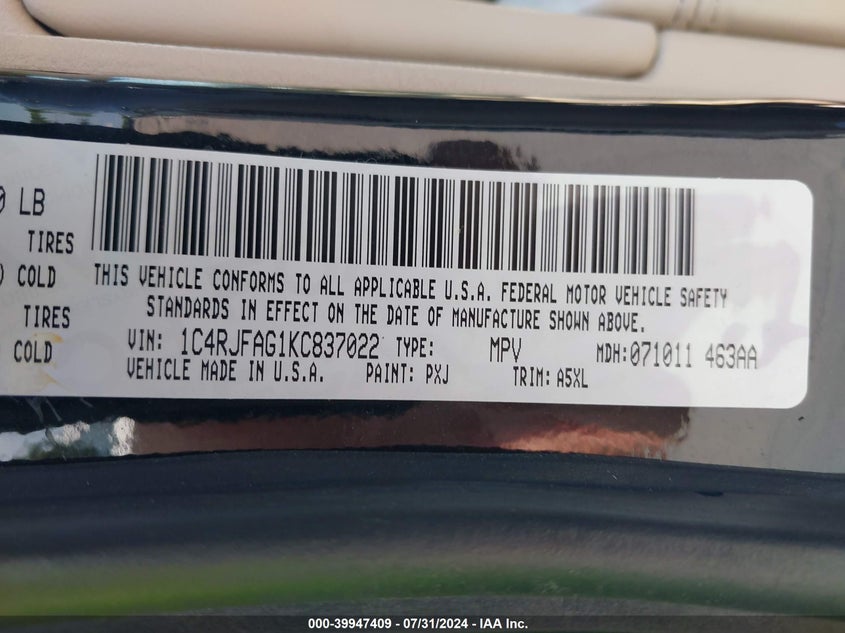 0 LB
TIRES
COLD
TIRES
COLD
THIS VEHICLE CONFORMS TO ALL APPLICABLE U.S.A. FEDERAL MOTOR VEHICLE SAFETY
STANDARDS IN EFFECT ON THE DATE OF MANUFACTURE SHOWN ABOVE.
VIN: 1C4RJFAG1KC837022 TYPE: MPV MDH:071011 463AA
VEHICLE MADE IN U.S.A. PAINT: PXJ TRIM: A5XL
000-39947409 - 07/31/2024 - IAA Inc.